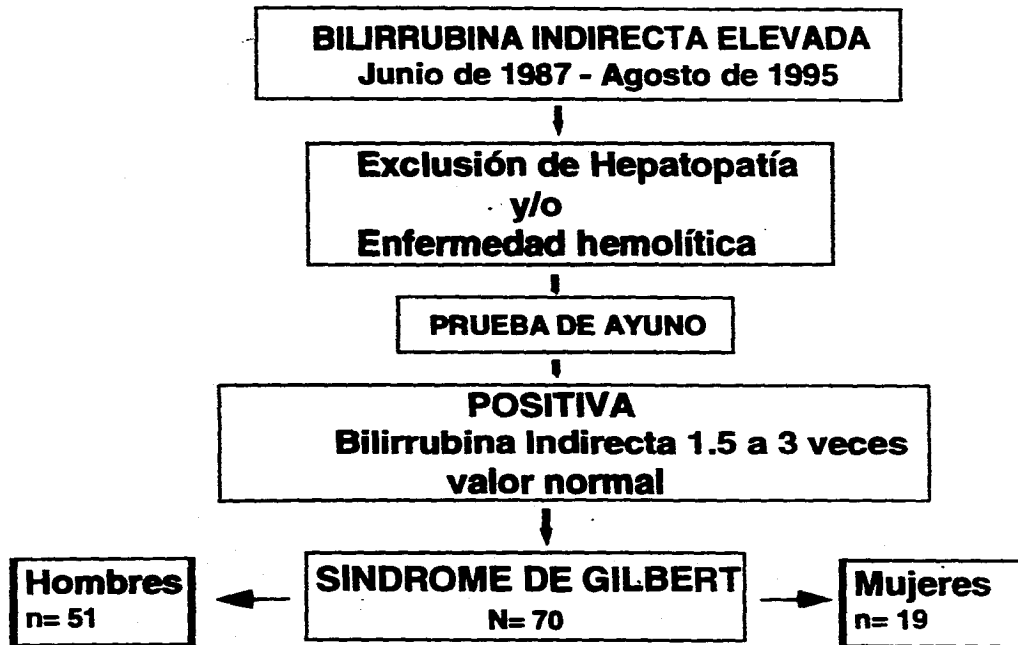 BILIRRUBINA INDIRECTA ELEVADA
Junio de 1987 - Agosto de 1995
Exclusión de Hepatopatía
y/o
Enfermedad hemolítica
PRUEBA DE AYUNO
POSITIVA
Bilirrubina Indirecta 1.5 a 3 veces
valor normal
Hombres
n= 51
SINDROME DE GILBERT
N= 70
Mujeres
n= 19